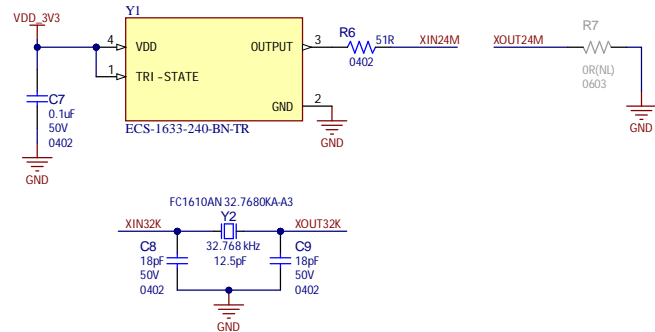 VDD_3V3
Y1
4
VDD
OUTPUT
3
R6
51R
0402
XIN24M
XOUT24M
R7
0R(NL)
0603
1
TRI-STATE
GND
2
C7
0.1uF
50V
0402
ECS-1633-240-BN-TR
GND
GND
GND
FC1610AN 32.7680KA-A3
XIN32K
Y2
XOUT32K
32.768 kHz
12.5pF
C8
18pF
50V
0402
C9
18pF
50V
0402
GND